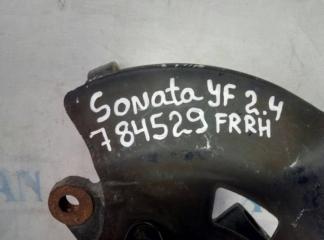 Sonata YF 2.4
784529 FRRH